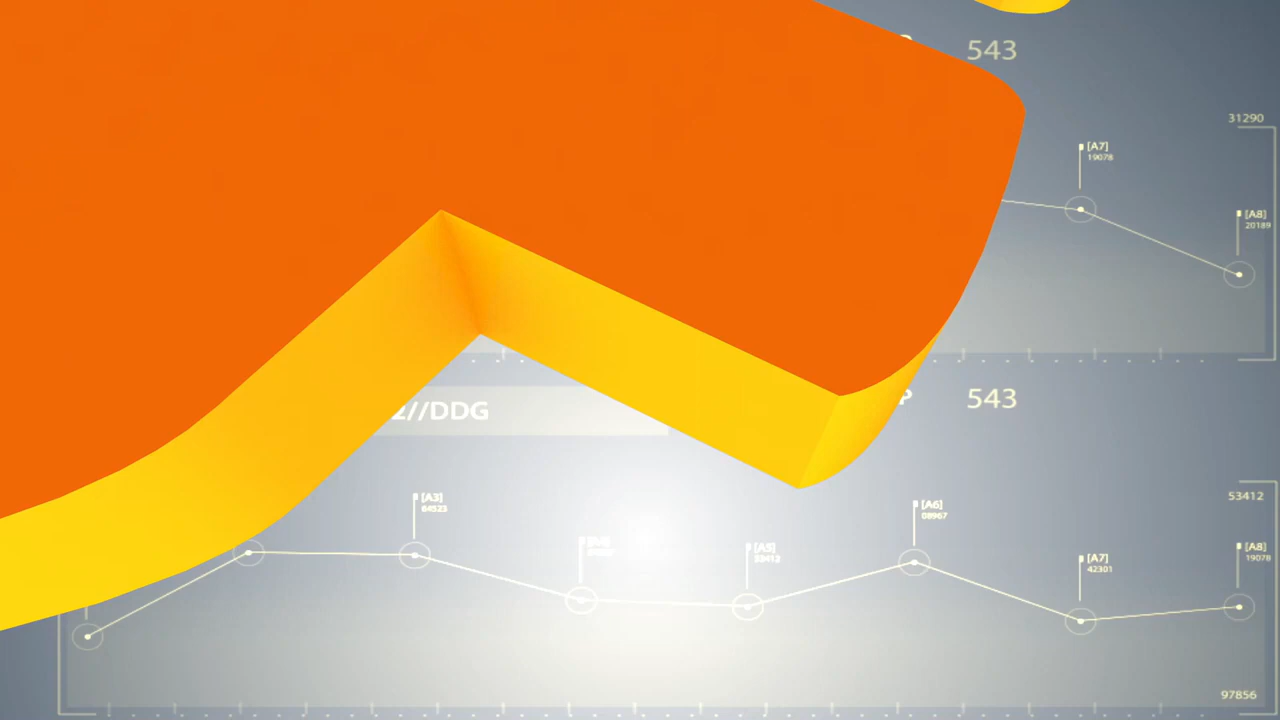 543
31290
[A7]
19078
[A8]
20189
2//DDG
P
543
53412
[A3]
64523
[A5]
53412
[A6]
08967
[A7]
42301
[A8]
19078
97856